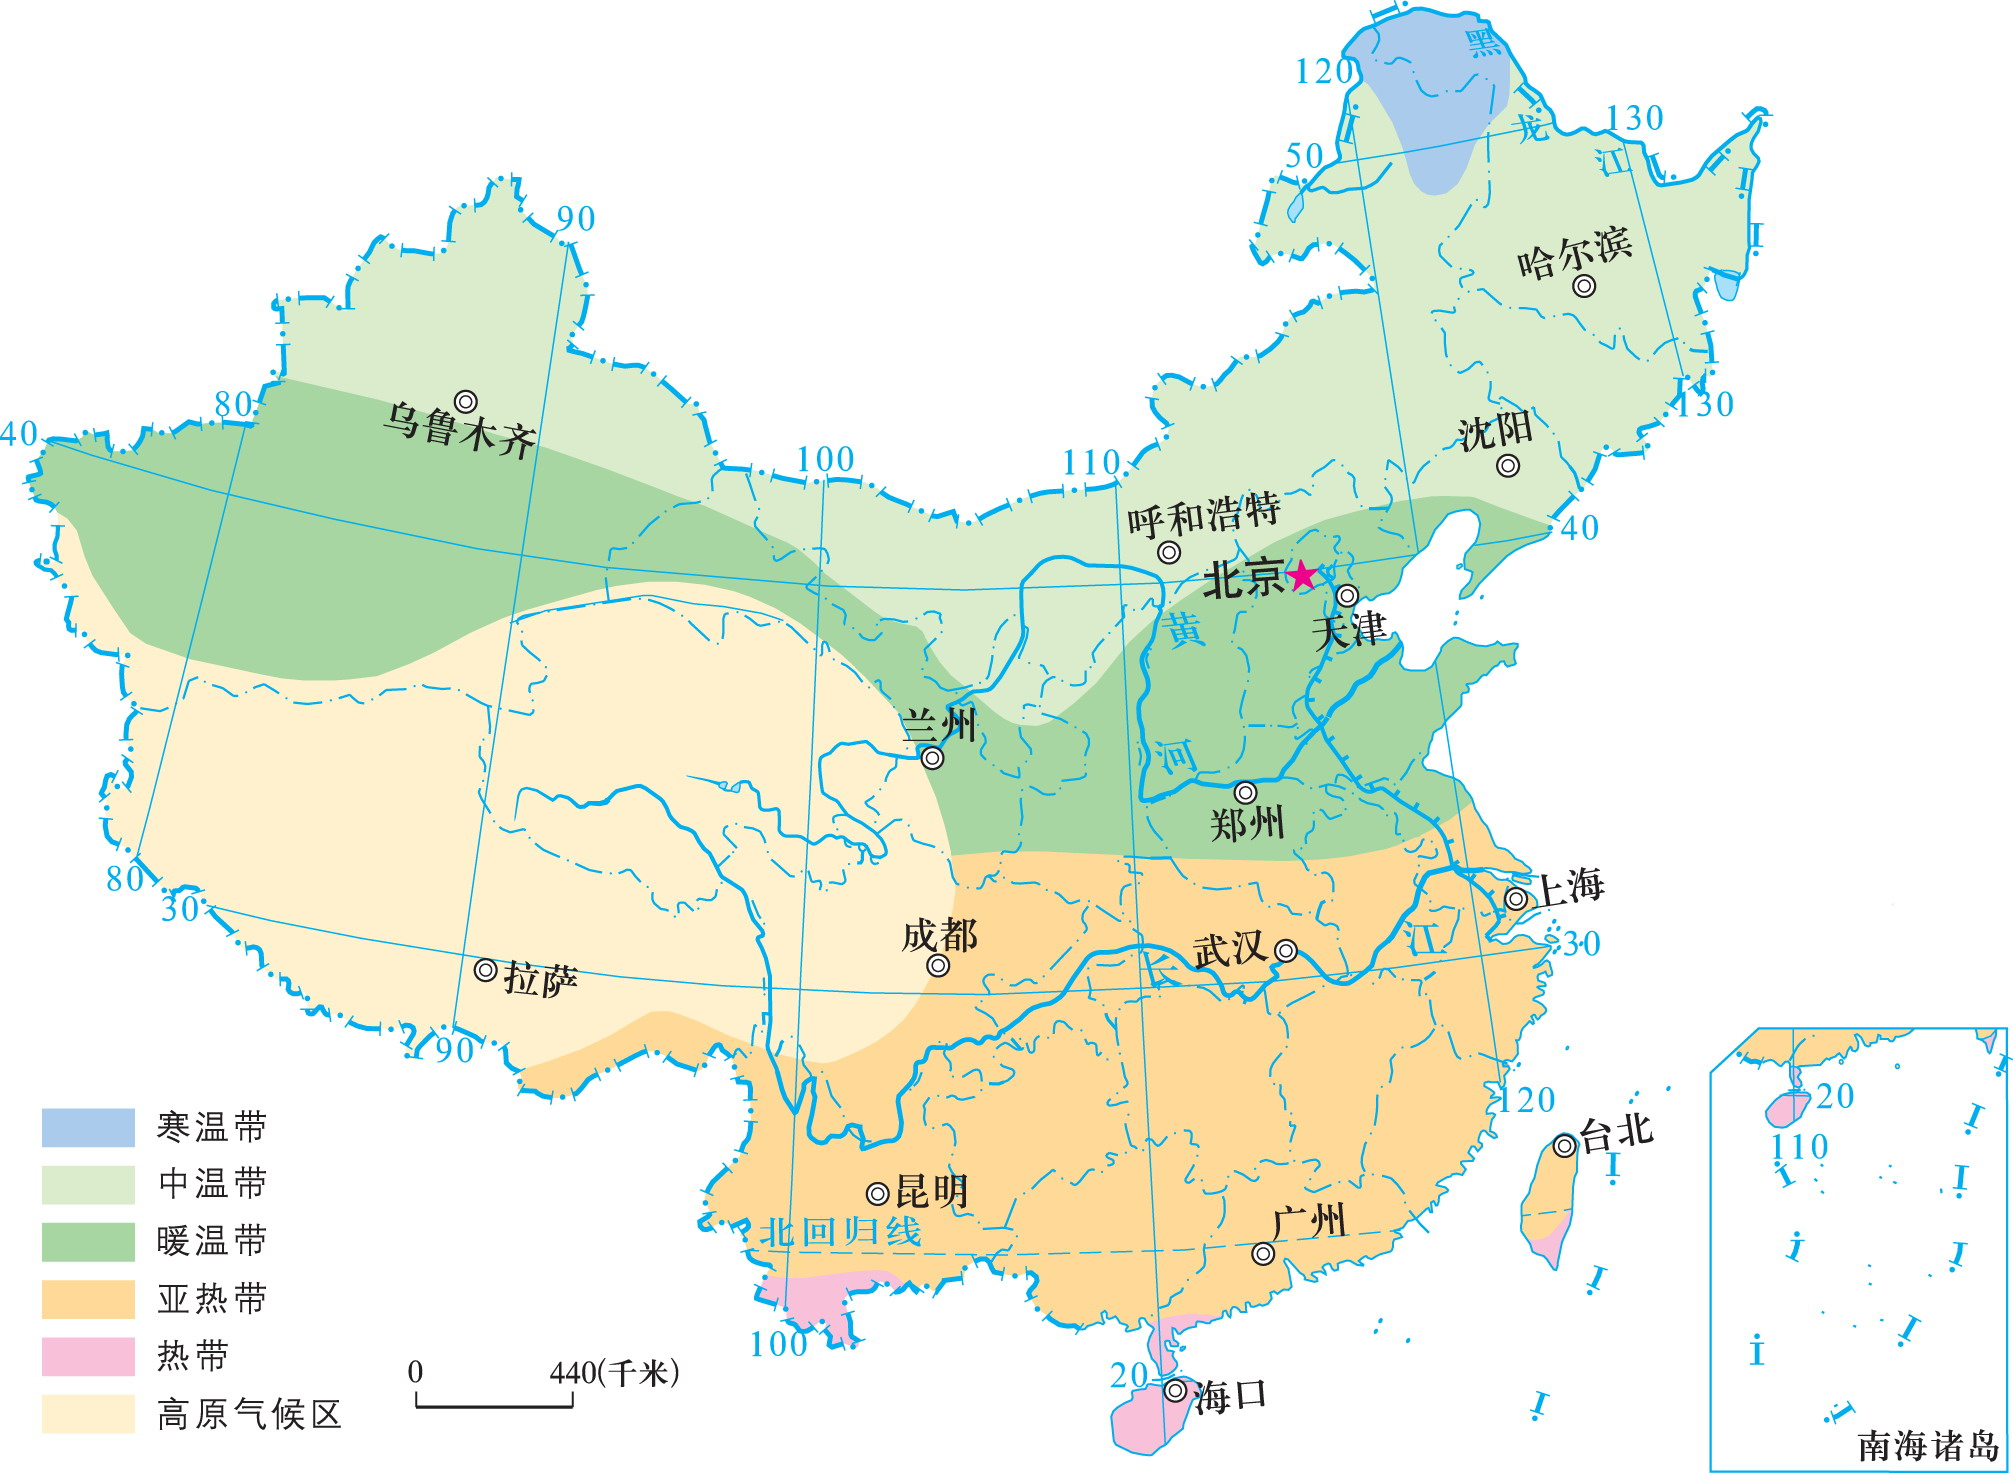 黑
120
130
50
龙
江
90
哈尔滨
80
乌鲁木齐
40
130
沈阳
100
110
呼和浩特
40
北京
天津
黄
兰州
河
郑州
80
30
上海
成都
武汉
江
30
长
拉萨
90
120
台北
20
110
寒温带
中温带
暖温带
亚热带
热带
高原气候区
昆明
北回归线
广州
100
0
440(千米)
20
海口
南海诸岛